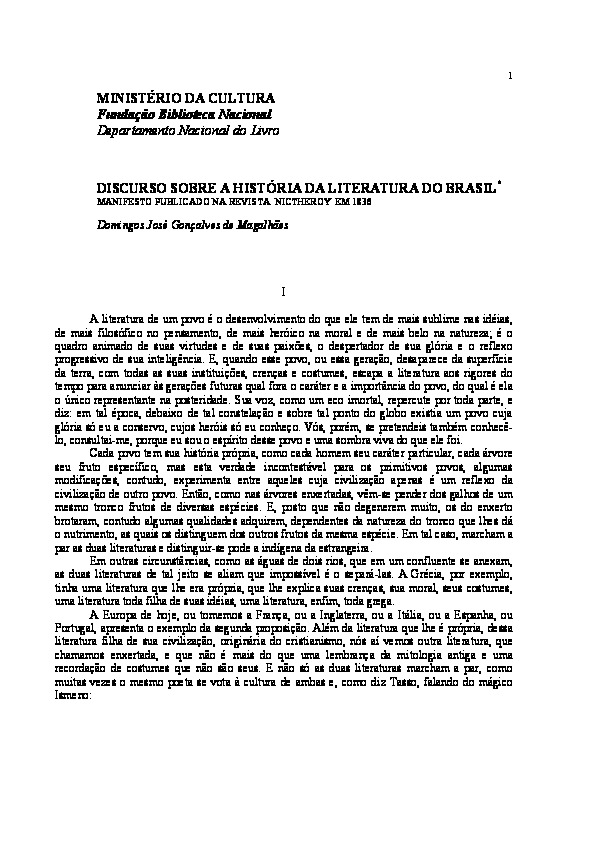 1
MINISTÉRIO DA CULTURA
Fundação Biblioteca Nacional
Departamento Nacional do Livro
DISCURSO SOBRE A HISTÓRIA DA LITERATURA DO BRASIL*
MANIFESTO PUBLICADO NA REVISTA NICTHEROY EM 1836
Domingos José Gonçalves de Magalhães
I
A literatura de um povo é o desenvolvimento do que ele tem de mais sublime nas idéias,
de mais filosófico no pensamento, de mais heróico na moral e de mais belo na natureza; é o
quadro animado de suas virtudes e de suas paixões, o despertador de sua glória e o reflexo
progressivo de sua inteligência. E, quando esse povo, ou essa geração, desaparece da superfície
da terra, com todas as suas instituições, crenças e costumes, escapa a literatura aos rigores do
tempo para anunciar às gerações futuras qual fora o caráter e a importância do povo, do qual é ela
o único representante na posteridade. Sua voz, como um eco imortal, repercute por toda parte, e
diz: em tal época, debaixo de tal constelação e sobre tal ponto do globo existia um povo cuja
glória só eu a conservo, cujos heróis só eu conheço. Vós, porém, se pretendeis também conhecê-
lo, consultai-me, porque eu sou o espírito desse povo e uma sombra viva do que ele foi.
Cada povo tem sua história própria, como cada homem seu caráter particular, cada árvore
seu fruto específico, mas esta verdade incontestável para os primitivos povos, algumas
modificações, contudo, experimenta entre aqueles cuja civilização apenas é um reflexo da
civilização de outro povo. Então, como nas árvores enxertadas, vêm-se pender dos galhos de um
mesmo tronco frutos de diversas espécies. E, posto que não degenerem muito, os do enxerto
brotaram, contudo algumas qualidades adquirem, dependentes da natureza do tronco que lhes dá
o nutrimento, as quais os distinguem dos outros frutos da mesma espécie. Em tal caso, marcham a
par as duas literaturas e distinguir-se pode a indígena da estrangeira.
Em outras circunstâncias, como as águas de dois rios, que em um confluente se anexam,
as duas literaturas de tal jeito se aliam que impossível é o separá-las. A Grécia, por exemplo,
tinha uma literatura que lhe era própria, que lhe explica suas crenças, sua moral, seus costumes,
uma literatura toda filha de suas idéias, uma literatura, enfim, toda grega.
A Europa de hoje, ou tomemos a França, ou a Inglaterra, ou a Itália, ou a Espanha, ou
Portugal, apresenta o exemplo da segunda proposição. Além da literatura que lhe é própria, dessa
literatura filha de sua civilização, originária do cristianismo, nós aí vemos outra literatura, que
chamamos enxertada, e que não é mais do que uma lembrança da mitologia antiga e uma
recordação de costumes que não são seus. E não só as duas literaturas marcham a par, como
muitas vezes o mesmo poeta se vota à cultura de ambas e, como diz Tasso, falando do mágico
Ismeno: